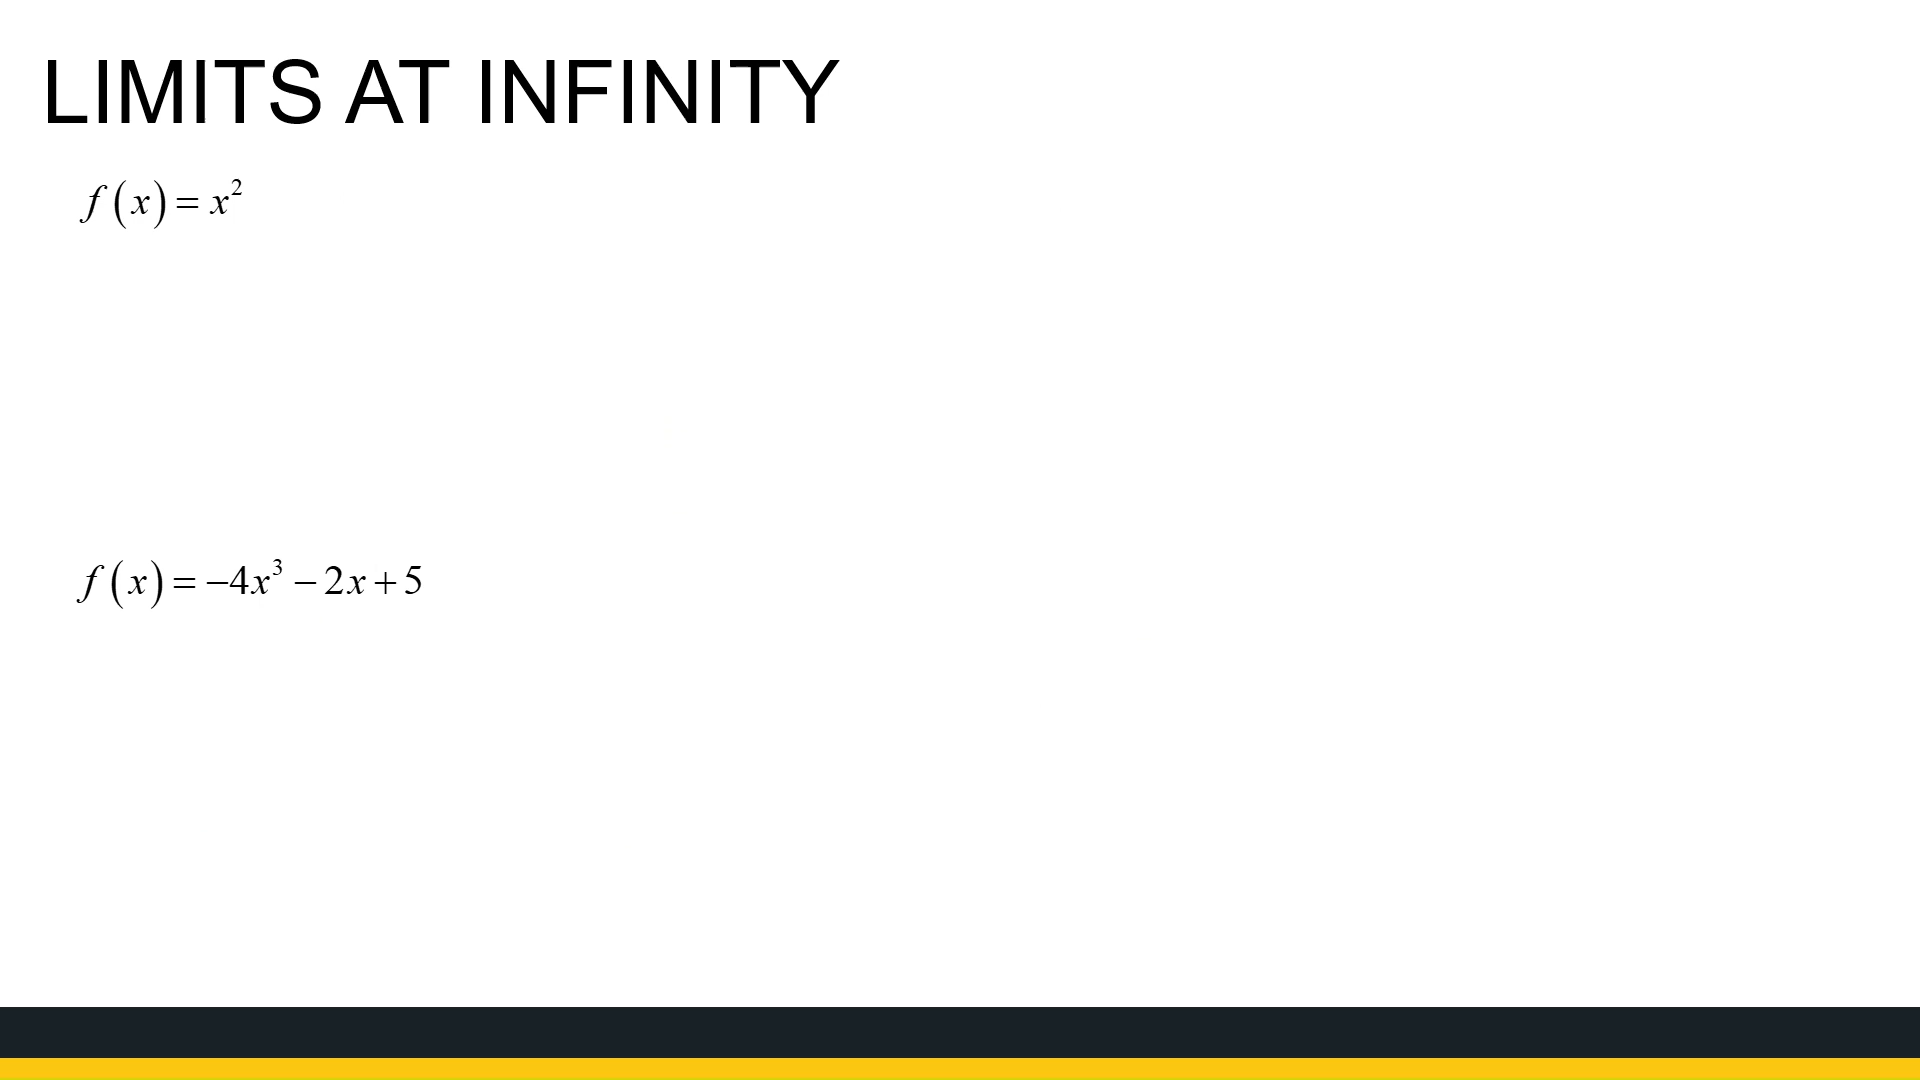 LIMITS AT INFINITY
f(x) = x²
f(x) = −4x³ − 2x + 5